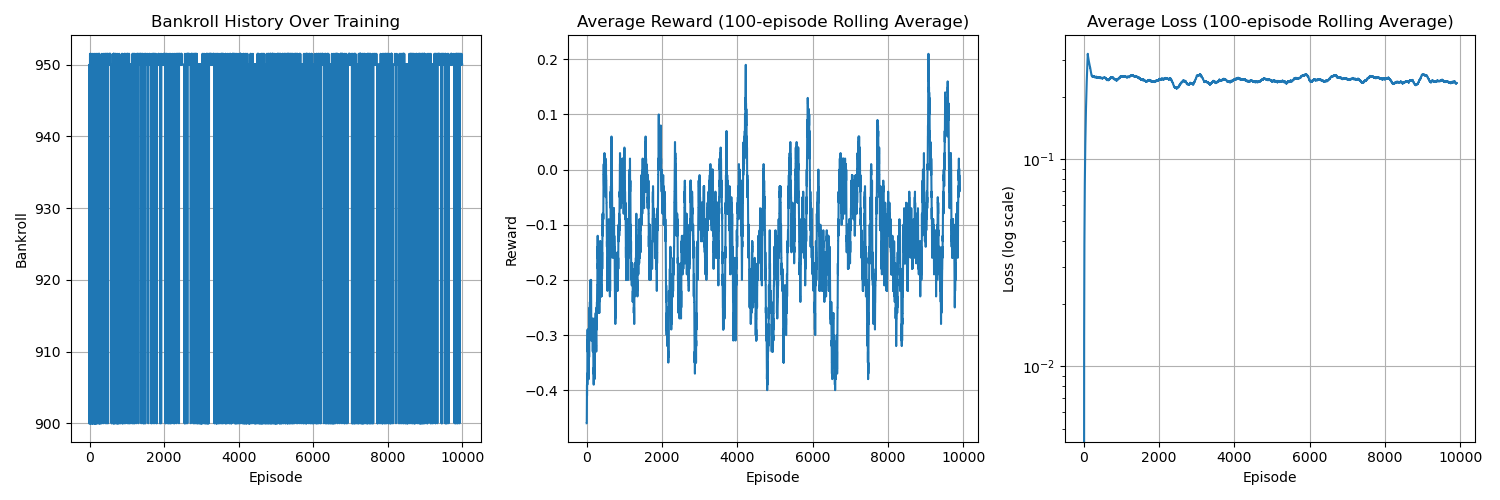 Bankroll History Over Training
950
940
930
920
910
900
Bankroll
0 2000 4000 6000 8000 10000
Episode
Average Reward (100-episode Rolling Average)
0.2
0.1
0.0
−0.1
−0.2
−0.3
−0.4
Reward
0 2000 4000 6000 8000 10000
Episode
Average Loss (100-episode Rolling Average)
10⁻¹
10⁻²
Loss (log scale)
0 2000 4000 6000 8000 10000
Episode